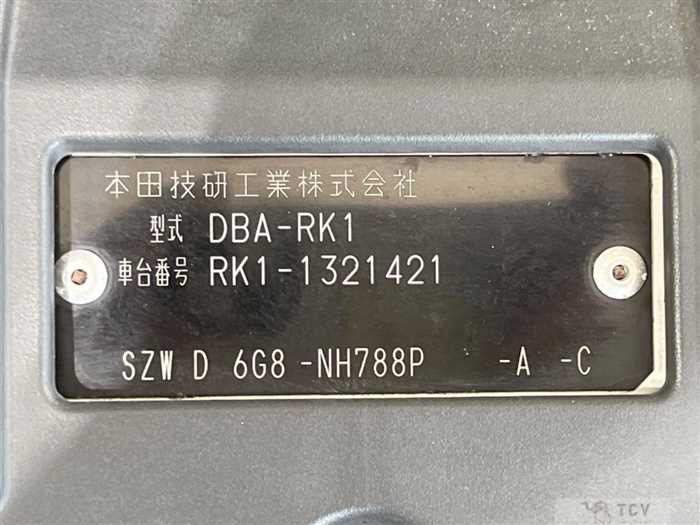 本田技研工業株式会社
型式 DBA-RK1
車台番号 RK1-1321421
SZW D 6G8 -NH788P -A -C
TCV